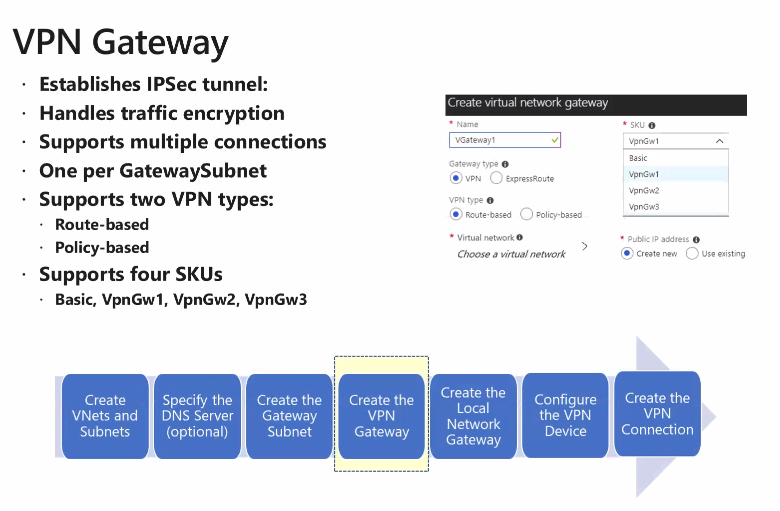 VPN Gateway
· Establishes IPSec tunnel:
· Handles traffic encryption
· Supports multiple connections
· One per GatewaySubnet
· Supports two VPN types:
· Route-based
· Policy-based
· Supports four SKUs
· Basic, VpnGw1, VpnGw2, VpnGw3
Create virtual network gateway
* Name
VGateway1
Gateway type
VPN
ExpressRoute
VPN type
Route-based
Policy-based
* Virtual network
Choose a virtual network
* SKU
VpnGw1
Basic
VpnGw1
VpnGw2
VpnGw3
* Public IP address
Create new
Use existing
Create
VNets and
Subnets
Specify the
DNS Server
(optional)
Create the
Gateway
Subnet
Create the
VPN
Gateway
Create the
Local
Network
Gateway
Configure
the VPN
Device
Create the
VPN
Connection